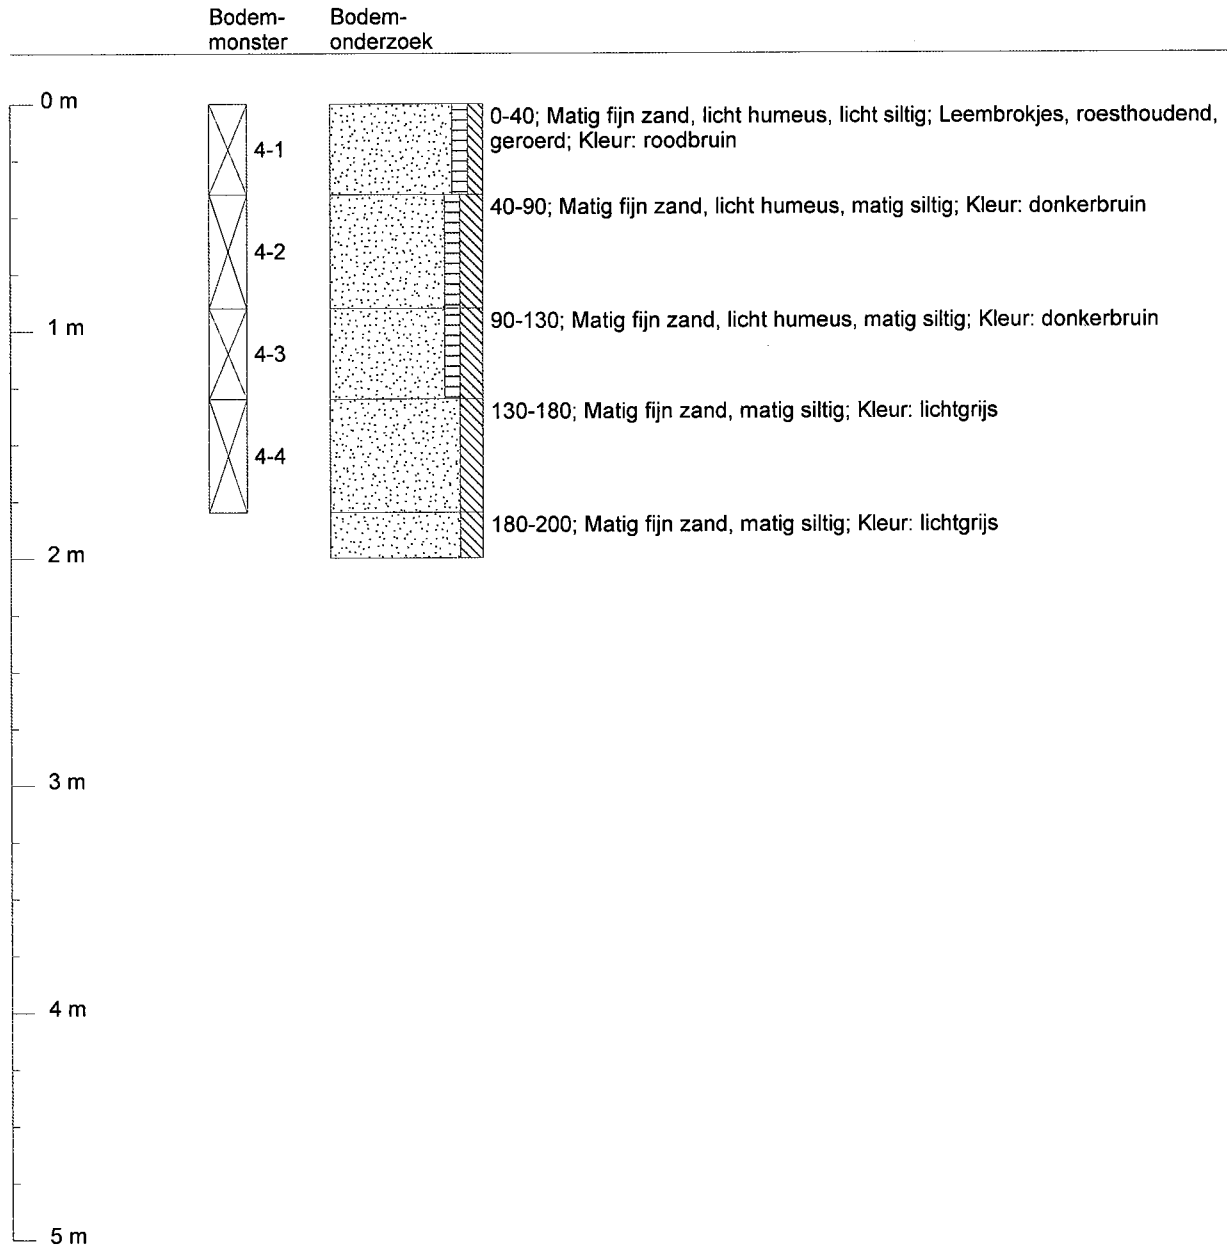 Bodem-
monster
Bodem-
onderzoek
0 m
4-1
0-40; Matig fijn zand, licht humeus, licht siltig; Leembrokjes, roesthoudend,
geroerd; Kleur: roodbruin
40-90; Matig fijn zand, licht humeus, matig siltig; Kleur: donkerbruin
4-2
1 m
90-130; Matig fijn zand, licht humeus, matig siltig; Kleur: donkerbruin
4-3
130-180; Matig fijn zand, matig siltig; Kleur: lichtgrijs
4-4
180-200; Matig fijn zand, matig siltig; Kleur: lichtgrijs
2 m
3 m
4 m
5 m